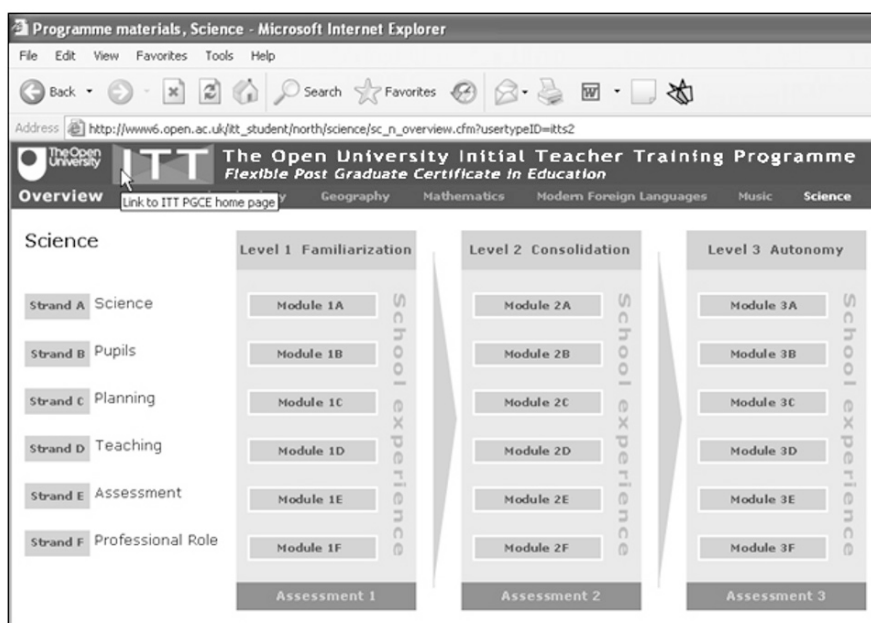 Programme materials, Science - Microsoft Internet Explorer
File Edit View Favorites Tools Help
Back Search Favorites
Address http://www6.open.ac.uk/itt_student/north/science/sc_n_overview.cfm?usertypeID=itts2
The Open University ITT The Open University Initial Teacher Training Programme
Flexible Post Graduate Certificate in Education
Overview Geography Mathematics Modern Foreign Languages Music Science
Link to ITT PGCE home page
Science
Level 1 Familiarization Level 2 Consolidation Level 3 Autonomy
Strand A Science Module 1A Module 2A Module 3A
Strand B Pupils Module 1B Module 2B Module 3B
Strand C Planning Module 1C Module 2C Module 3C
Strand D Teaching Module 1D Module 2D Module 3D
Strand E Assessment Module 1E Module 2E Module 3E
Strand F Professional Role Module 1F Module 2F Module 3F
School experience School experience School experience
Assessment 1 Assessment 2 Assessment 3